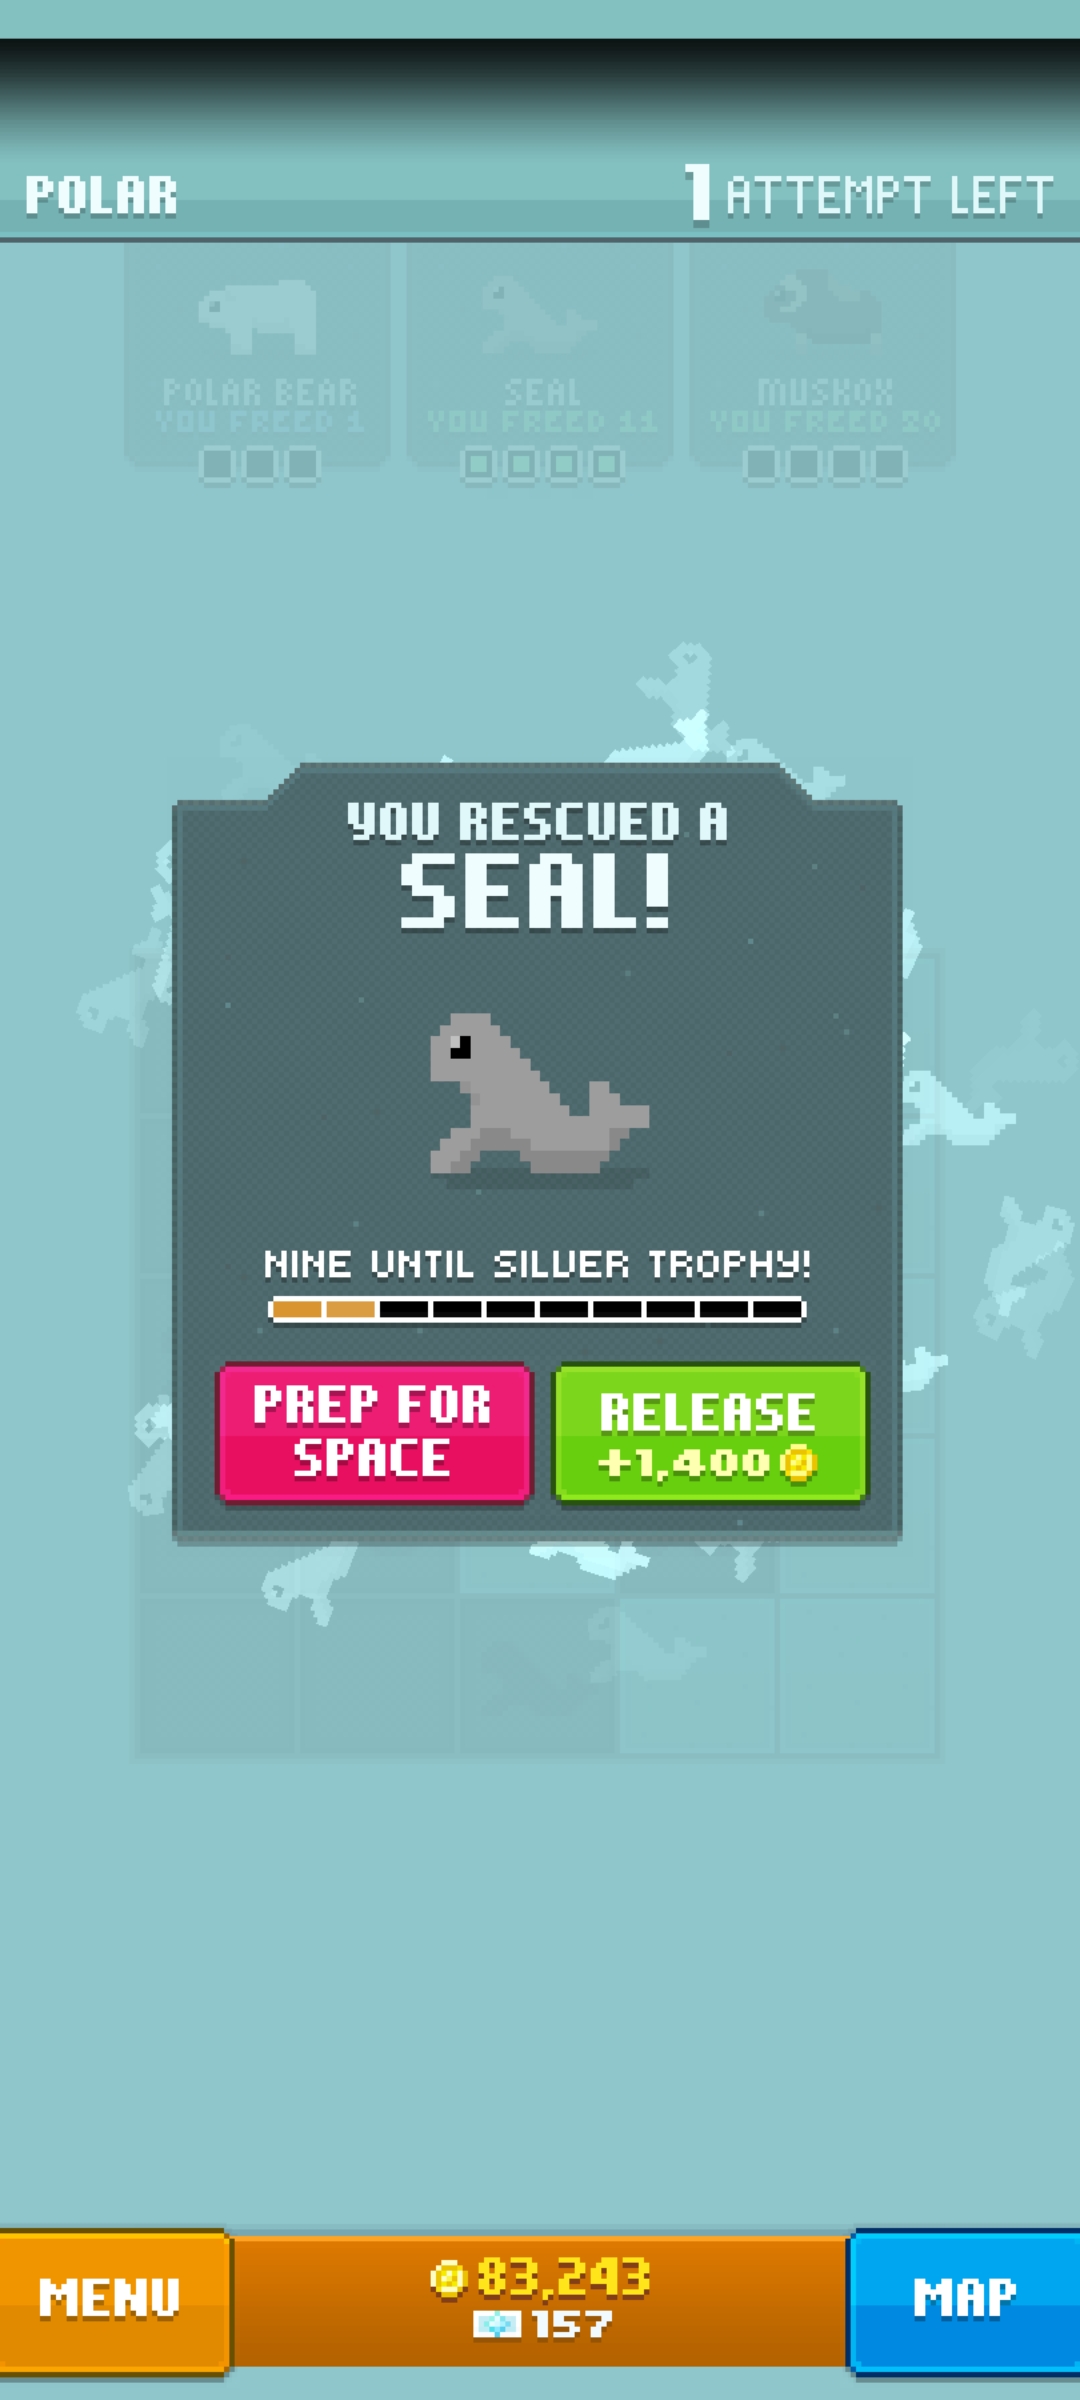 POLAR
1 ATTEMPT LEFT
POLAR BEAR
YOU FREED 1
SEAL
YOU FREED 11
MUSKOX
YOU FREED 20
YOU RESCUED A
SEAL!
NINE UNTIL SILVER TROPHY!
PREP FOR
SPACE
RELEASE
+1,400
MENU
83,243
157
MAP